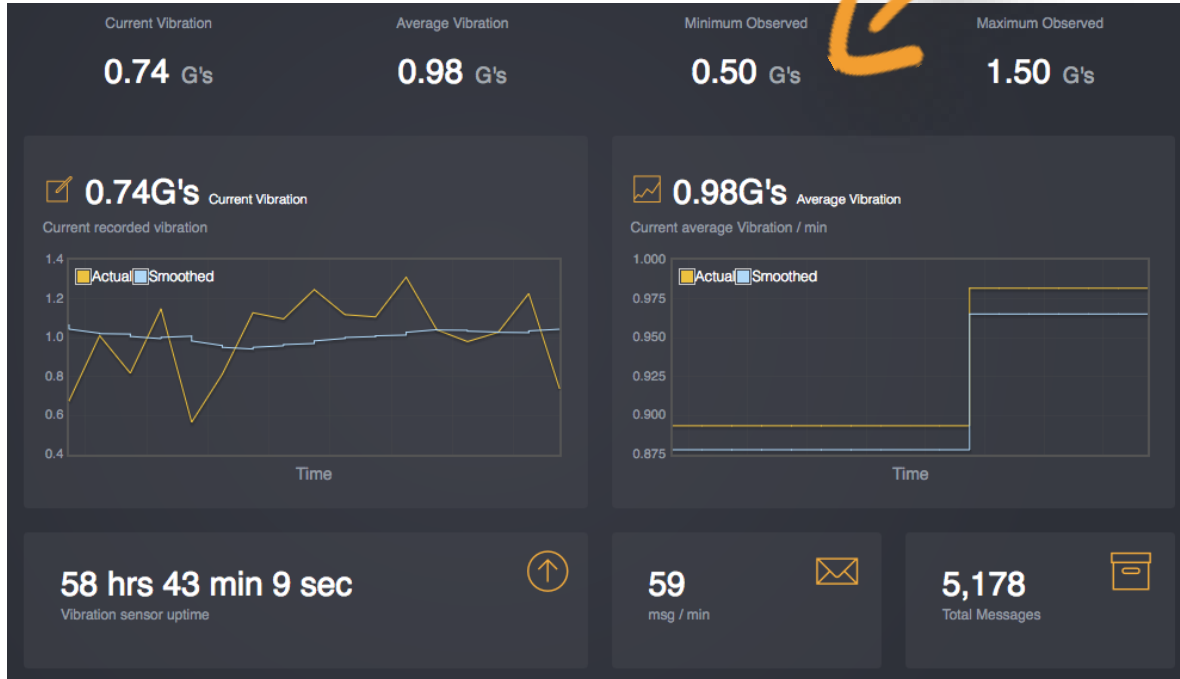 Current Vibration Average Vibration Minimum Observed Maximum Observed
0.74 G's 0.98 G's 0.50 G's 1.50 G's
0.74G's Current Vibration
Current recorded vibration
1.4
Actual Smoothed
1.2
1.0
0.8
0.6
0.4
Time
0.98G's Average Vibration
Current average Vibration / min
1.000
Actual Smoothed
0.975
0.950
0.925
0.900
0.875
Time
58 hrs 43 min 9 sec
Vibration sensor uptime
59
msg / min
5,178
Total Messages